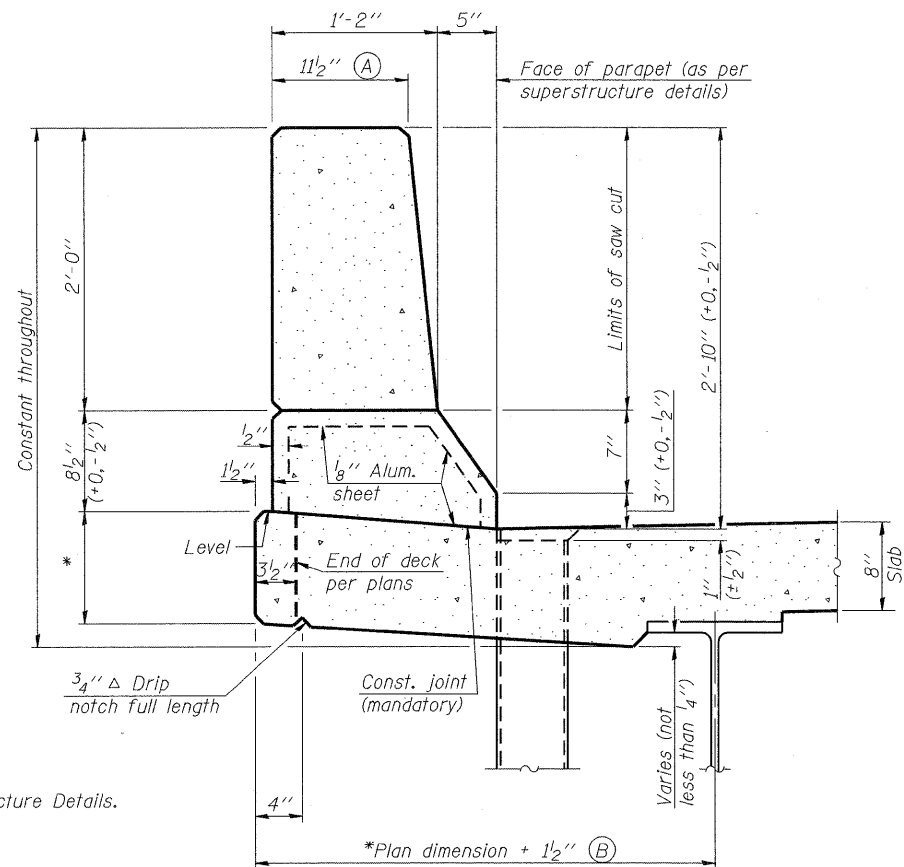 1'-2"
5"
11½" Ⓐ
Face of parapet (as per
superstructure details)
Constant throughout
2'-0"
Limits of saw cut
2'-10" (+0,-½")
8½"
(+0,-½")
½"
1½"
⅛" Alum.
sheet
7"
3" (+0,-½")
*
Level
3½"
End of deck
per plans
1"
(±½")
8"
Slab
¾" △ Drip
notch full length
Const. joint
(mandatory)
Varies (not
less than ¼")
cture Details.
4"
*Plan dimension + 1½" Ⓑ